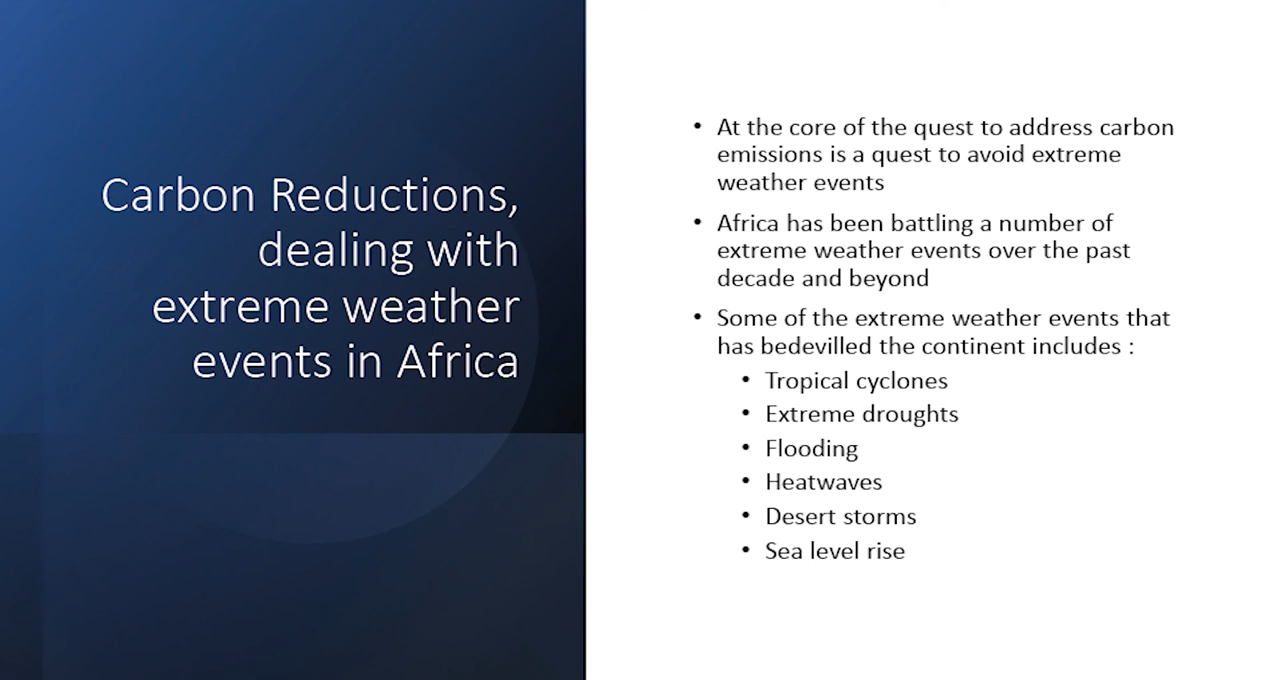 Carbon Reductions,
dealing with
extreme weather
events in Africa
• At the core of the quest to address carbon
emissions is a quest to avoid extreme
weather events
• Africa has been battling a number of
extreme weather events over the past
decade and beyond
• Some of the extreme weather events that
has bedevilled the continent includes :
• Tropical cyclones
• Extreme droughts
• Flooding
• Heatwaves
• Desert storms
• Sea level rise